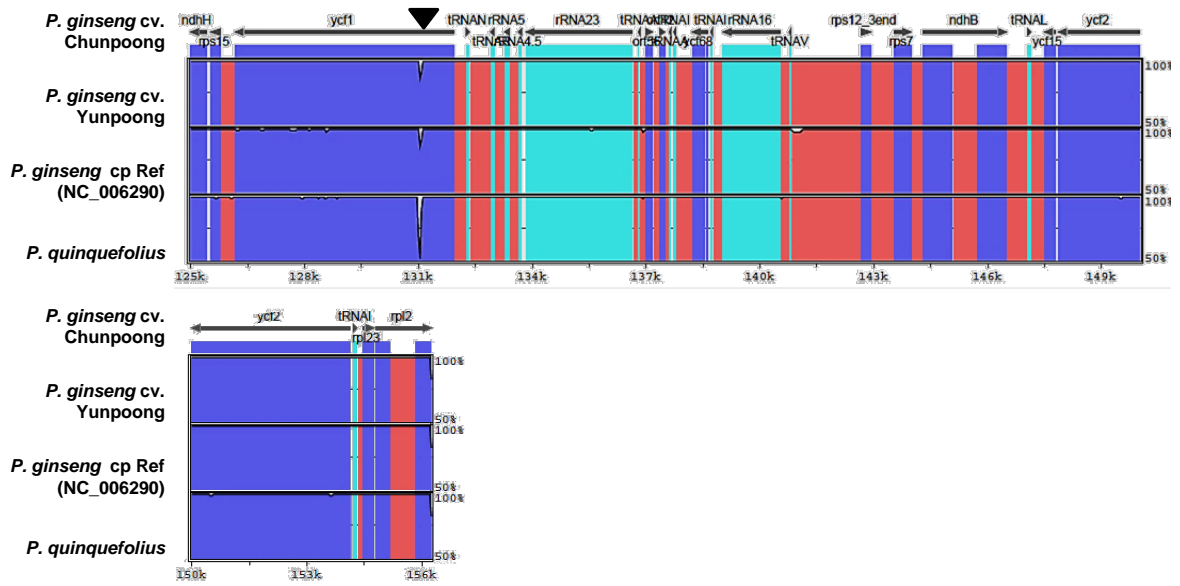 P. ginseng cv. Chunpoong
ndhH ycf1 tRNAN rRNA5 rRNA23 tRNAI rRNA16 rps12_3end ndhB tRNAL ycf2
rps15 rRNA4.5 ycf68 tRNAV rps7 ycf15
100%
P. ginseng cv. Yunpoong
50%
100%
P. ginseng cp Ref (NC_006290)
50%
100%
P. quinquefolius
50%
125k 128k 131k 134k 137k 140k 143k 146k 149k
P. ginseng cv. Chunpoong
ycf2 tRNAI rpl2
rpl23
100%
P. ginseng cv. Yunpoong
50%
100%
P. ginseng cp Ref (NC_006290)
50%
100%
P. quinquefolius
50%
150k 153k 156k